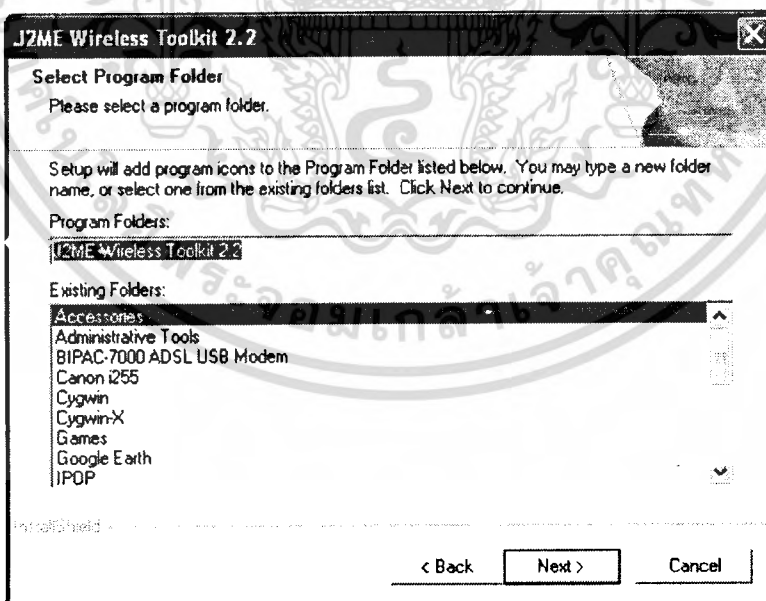 J2ME Wireless Toolkit 2.2
Select Program Folder
Please select a program folder.
Setup will add program icons to the Program Folder listed below. You may type a new folder
name, or select one from the existing folders list. Click Next to continue.
Program Folders:
J2ME Wireless Toolkit 2.2
Existing Folders:
Accessories
Administrative Tools
BIPAC-7000 ADSL USB Modem
Canon i255
Cygwin
Cygwin-X
Games
Google Earth
IPOP
InstallShield
< Back
Next >
Cancel